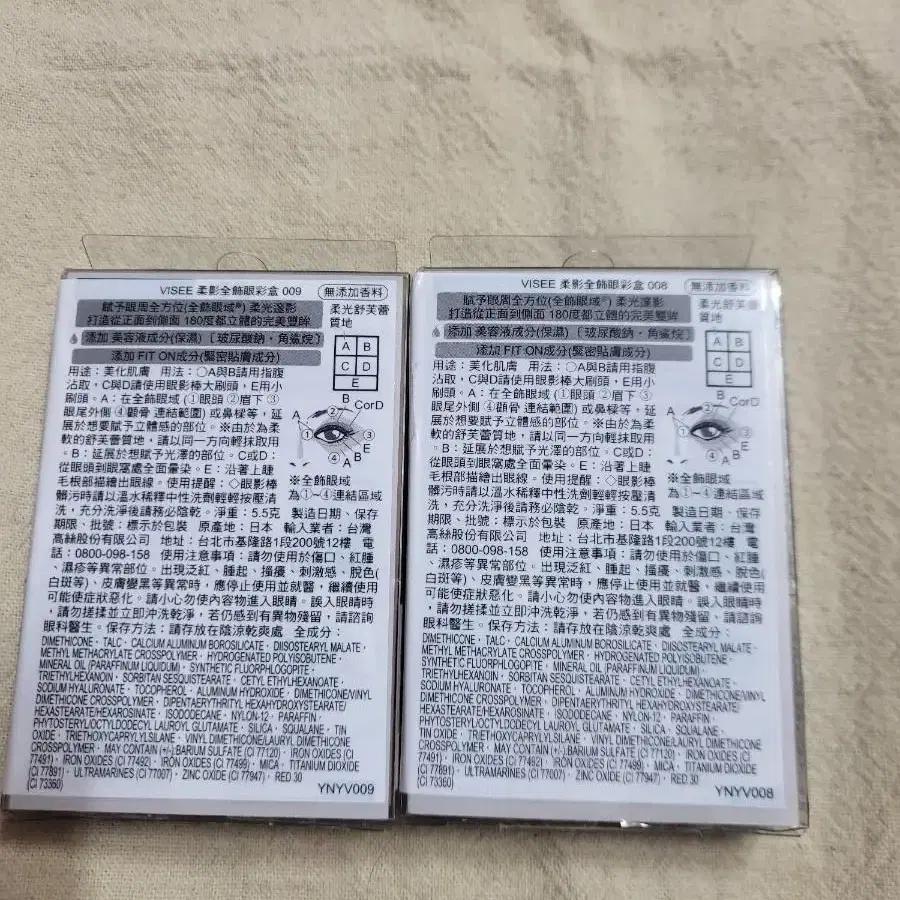 VISEE 柔影全飾眼彩盒 009
無添加香料
賦予眼周全方位(全飾眼域®) 柔光邃影
打造從正面到側面 180度都立體的完美雙眸
柔光舒芙蕾
質地
添加 美容液成分(保濕)〔玻尿酸鈉・角鯊烷〕
添加 FIT ON成分(緊密貼膚成分)
A B
C D
E
用途：美化肌膚 用法：〇A與B請用指腹
沾取，C與D請使用眼影棒大刷頭，E用小
刷頭。A：在全飾眼域 (①眼頭 ②眉下 ③
眼尾外側 ④顴骨 連結範圍) 或鼻樑等，延
展於想要賦予立體感的部位。※由於為柔
軟的舒芙蕾質地，請以同一方向輕抹取用
。B：延展於想賦予光澤的部位。C或D：
從眼頭到眼窩處全面暈染。E：沿著上睫
毛根部描繪出眼線。使用提醒：◇眼影棒
髒污時請以溫水稀釋中性洗劑輕輕按壓清
洗，充分洗淨後請務必陰乾。淨重：5.5克
B
CorD
A ②
① ③
④ E
A B
※全飾眼域
為①~④連結區域
製造日期、保存
期限、批號：標示於包裝 原產地：日本 輸入業者：台灣
高絲股份有限公司 地址：台北市基隆路1段200號12樓 電
話：0800-098-158 使用注意事項：請勿使用於傷口、紅腫
、濕疹等異常部位。出現泛紅、腫起、搔癢、刺激感、脫色(
白斑等)、皮膚變黑等異常時，應停止使用並就醫，繼續使用
可能使症狀惡化。請小心勿使內容物進入眼睛。誤入眼睛時
，請勿搓揉並立即沖洗乾淨，若仍感到有異物殘留，請諮詢
眼科醫生。保存方法：請存放在陰涼乾爽處 全成分：
DIMETHICONE・TALC・CALCIUM ALUMINUM BOROSILICATE・DIISOSTEARYL MALATE・
METHYL METHACRYLATE CROSSPOLYMER・HYDROGENATED POLYISOBUTENE・
MINERAL OIL (PARAFFINUM LIQUIDUM)・SYNTHETIC FLUORPHLOGOPITE・
TRIETHYLHEXANOIN・SORBITAN SESQUISTEARATE・CETYL ETHYLHEXANOATE・
SODIUM HYALURONATE・TOCOPHEROL・ALUMINUM HYDROXIDE・DIMETHICONE/VINYL
DIMETHICONE CROSSPOLYMER・DIPENTAERYTHRITYL HEXAHYDROXYSTEARATE/
HEXASTEARATE/HEXAROSINATE・ISODODECANE・NYLON-12・PARAFFIN・
PHYTOSTERYL/OCTYLDODECYL LAUROYL GLUTAMATE・SILICA・SQUALANE・TIN
OXIDE・TRIETHOXYCAPRYLYLSILANE・VINYL DIMETHICONE/LAURYL DIMETHICONE
CROSSPOLYMER・MAY CONTAIN (+/-):BARIUM SULFATE (CI 77120)・IRON OXIDES (CI
77491)・IRON OXIDES (CI 77492)・IRON OXIDES (CI 77499)・MICA・TITANIUM DIOXIDE
(CI 77891)・ULTRAMARINES (CI 77007)・ZINC OXIDE (CI 77947)・RED 30
(CI 73360)
YNYV009
VISEE 柔影全飾眼彩盒 008
無添加香料
賦予眼周全方位(全飾眼域®) 柔光邃影
打造從正面到側面 180度都立體的完美雙眸
柔光舒芙蕾
質地
添加 美容液成分(保濕)〔玻尿酸鈉・角鯊烷〕
添加 FIT ON成分(緊密貼膚成分)
A B
C D
E
用途：美化肌膚 用法：〇A與B請用指腹
沾取，C與D請使用眼影棒大刷頭，E用小
刷頭。A：在全飾眼域 (①眼頭 ②眉下 ③
眼尾外側 ④顴骨 連結範圍) 或鼻樑等，延
展於想要賦予立體感的部位。※由於為柔
軟的舒芙蕾質地，請以同一方向輕抹取用
。B：延展於想賦予光澤的部位。C或D：
從眼頭到眼窩處全面暈染。E：沿著上睫
毛根部描繪出眼線。使用提醒：◇眼影棒
髒污時請以溫水稀釋中性洗劑輕輕按壓清
洗，充分洗淨後請務必陰乾。淨重：5.5克
B
CorD
A ②
① ③
④ E
A B
※全飾眼域
為①~④連結區域
製造日期、保存
期限、批號：標示於包裝 原產地：日本 輸入業者：台灣
高絲股份有限公司 地址：台北市基隆路1段200號12樓 電
話：0800-098-158 使用注意事項：請勿使用於傷口、紅腫
、濕疹等異常部位。出現泛紅、腫起、搔癢、刺激感、脫色(
白斑等)、皮膚變黑等異常時，應停止使用並就醫，繼續使用
可能使症狀惡化。請小心勿使內容物進入眼睛。誤入眼睛時
，請勿搓揉並立即沖洗乾淨，若仍感到有異物殘留，請諮詢
眼科醫生。保存方法：請存放在陰涼乾爽處 全成分：
DIMETHICONE・TALC・CALCIUM ALUMINUM BOROSILICATE・DIISOSTEARYL MALATE・
METHYL METHACRYLATE CROSSPOLYMER・HYDROGENATED POLYISOBUTENE・
SYNTHETIC FLUORPHLOGOPITE・MINERAL OIL (PARAFFINUM LIQUIDUM)・
TRIETHYLHEXANOIN・SORBITAN SESQUISTEARATE・CETYL ETHYLHEXANOATE・
SODIUM HYALURONATE・TOCOPHEROL・ALUMINUM HYDROXIDE・DIMETHICONE/VINYL
DIMETHICONE CROSSPOLYMER・DIPENTAERYTHRITYL HEXAHYDROXYSTEARATE/
HEXASTEARATE/HEXAROSINATE・ISODODECANE・NYLON-12・PARAFFIN・
PHYTOSTERYL/OCTYLDODECYL LAUROYL GLUTAMATE・SILICA・SQUALANE・
TIN OXIDE・TRIETHOXYCAPRYLYLSILANE・VINYL DIMETHICONE/LAURYL DIMETHICONE
CROSSPOLYMER・MAY CONTAIN (+/-):BARIUM SULFATE (CI 77120)・IRON OXIDES (CI
77491)・IRON OXIDES (CI 77492)・IRON OXIDES (CI 77499)・MICA・TITANIUM DIOXIDE
(CI 77891)・ULTRAMARINES (CI 77007)・ZINC OXIDE (CI 77947)・RED 30
(CI 73360)
YNYV008